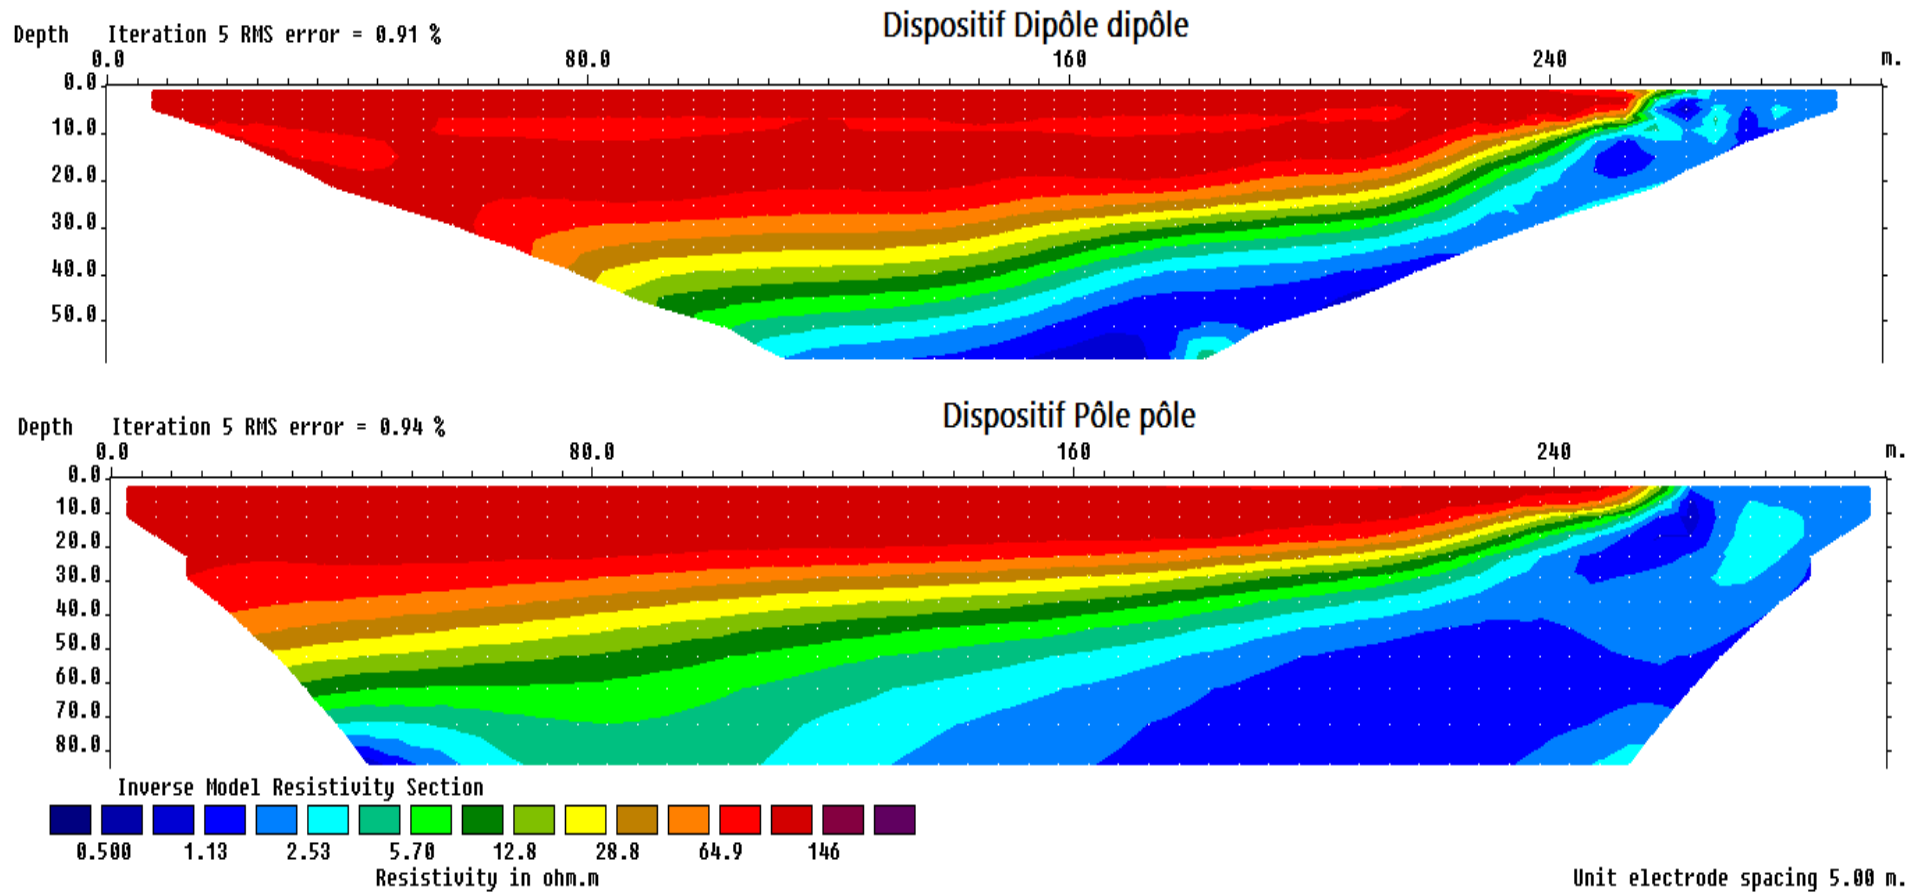 Dispositif Dipôle dipôle
Depth Iteration 5 RMS error = 0.91 %
0.0 80.0 160 240 m.
0.0
10.0
20.0
30.0
40.0
50.0
Dispositif Pôle pôle
Depth Iteration 5 RMS error = 0.94 %
0.0 80.0 160 240 m.
0.0
10.0
20.0
30.0
40.0
50.0
60.0
70.0
80.0
Inverse Model Resistivity Section
0.500 1.13 2.53 5.70 12.8 28.8 64.9 146
Resistivity in ohm.m
Unit electrode spacing 5.00 m.